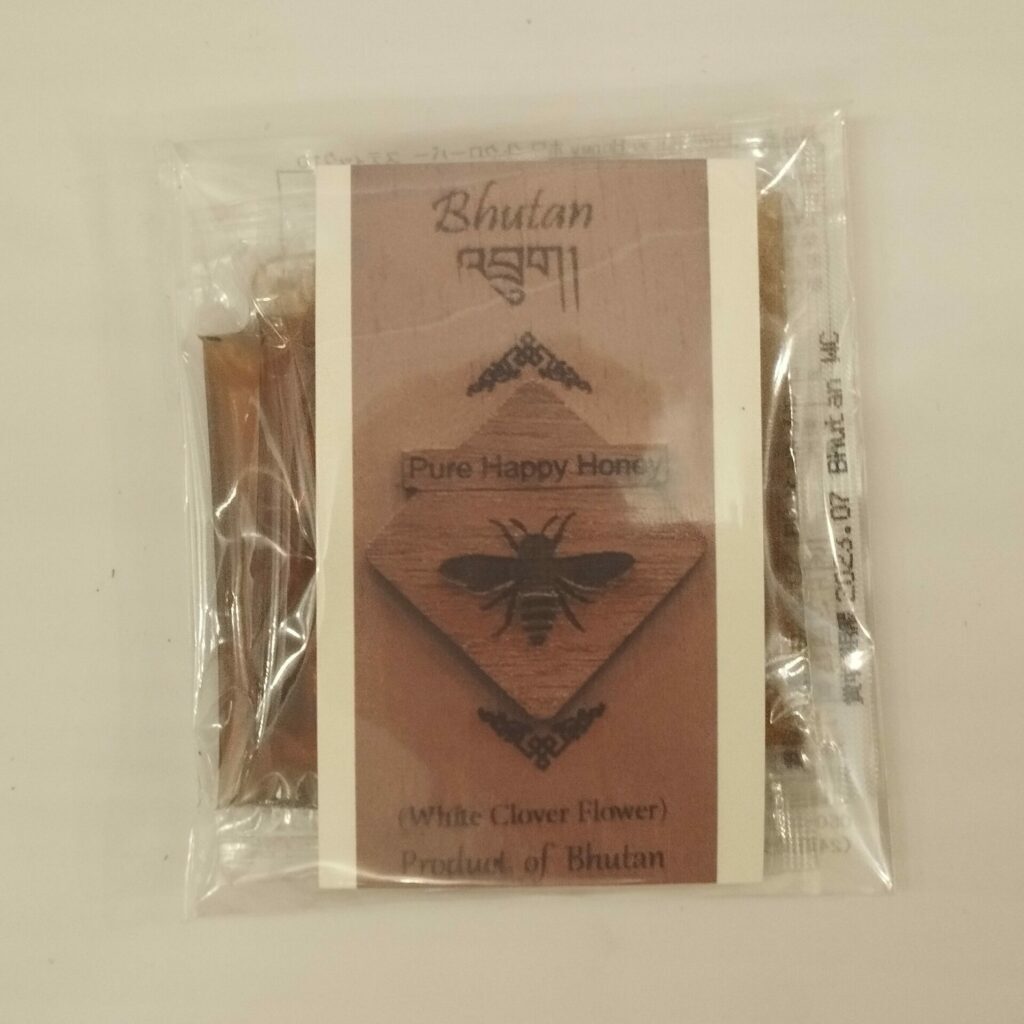 Bhutan
འབྲུག།།
Pure Happy Honey
(White Clover Flower)
Product of Bhutan
賞味期限 2023.07 Bhutan WC